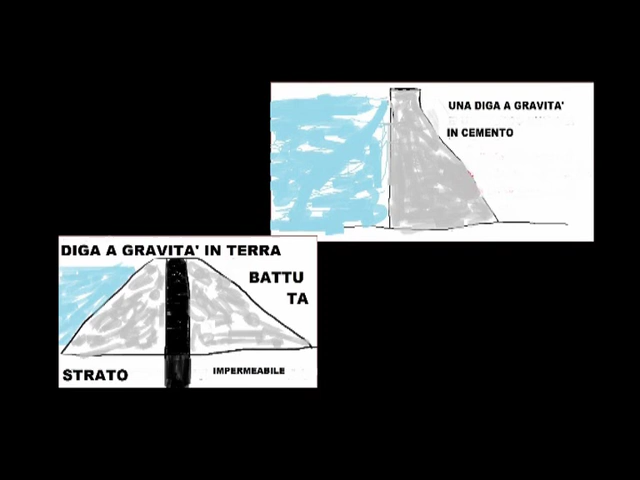 UNA DIGA A GRAVITA'
IN CEMENTO
DIGA A GRAVITA' IN TERRA
BATTU
TA
STRATO
IMPERMEABILE